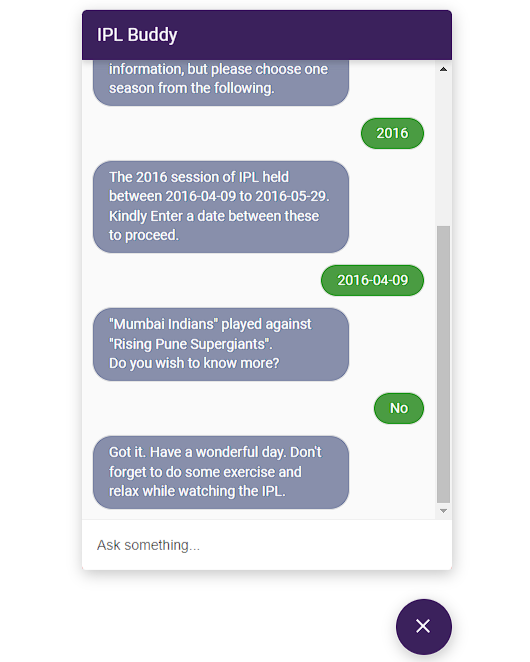 IPL Buddy
information, but please choose one
season from the following.
2016
The 2016 session of IPL held
between 2016-04-09 to 2016-05-29.
Kindly Enter a date between these
to proceed.
2016-04-09
"Mumbai Indians" played against
"Rising Pune Supergiants".
Do you wish to know more?
No
Got it. Have a wonderful day. Don't
forget to do some exercise and
relax while watching the IPL.
Ask something...